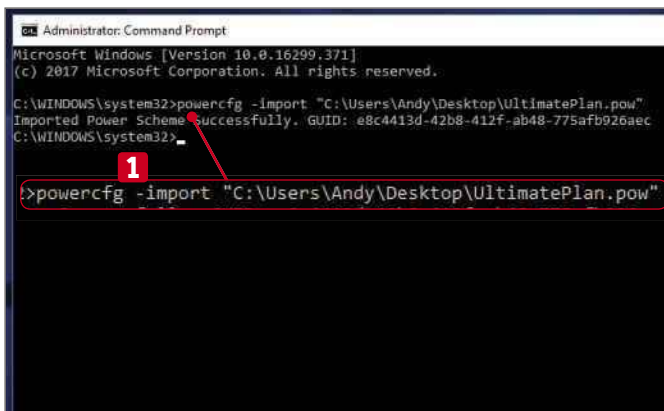 Administrator: Command Prompt
Microsoft Windows [Version 10.0.16299.371]
(c) 2017 Microsoft Corporation. All rights reserved.
C:\WINDOWS\system32>powercfg -import "C:\Users\Andy\Desktop\UltimatePlan.pow"
Imported Power Scheme Successfully. GUID: e8c4413d-42b8-412f-ab48-775afb926aec
C:\WINDOWS\system32>
1
>powercfg -import "C:\Users\Andy\Desktop\UltimatePlan.pow"